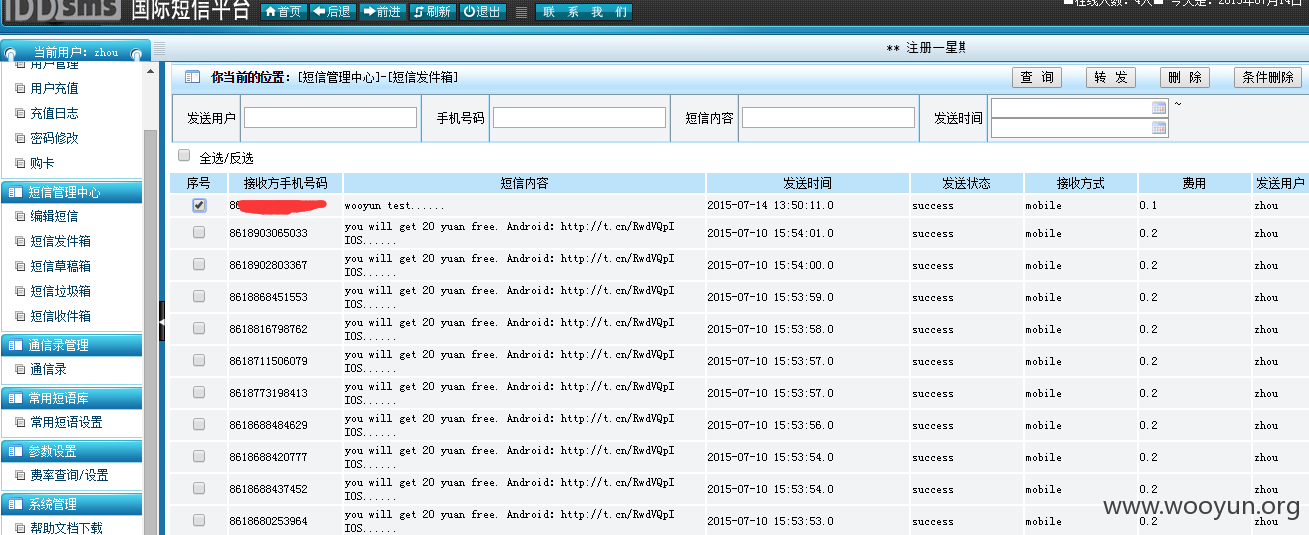 IDDsms 国际短信平台 首页 后退 前进 刷新 退出 联 系 我 们
当前用户: zhou
** 注册一星期
用户管理
用户充值
充值日志
密码修改
购卡
短信管理中心
编辑短信
短信发件箱
短信草稿箱
短信垃圾箱
短信收件箱
通信录管理
通信录
常用短语库
常用短语设置
参数设置
费率查询/设置
系统管理
帮助文档下载
你当前的位置: [短信管理中心]-[短信发件箱] 查 询 转 发 删 除 条件删除
发送用户 手机号码 短信内容 发送时间 ~
全选/反选
序号 接收方手机号码 短信内容 发送时间 发送状态 接收方式 费用 发送用户
wooyun test...... 2015-07-14 13:50:11.0 success mobile 0.1 zhou
8618903065033 you will get 20 yuan free. Android: http://t.cn/RwdVQpI 2015-07-10 15:54:01.0 success mobile 0.2 zhou
IOS......
8618902803367 you will get 20 yuan free. Android: http://t.cn/RwdVQpI 2015-07-10 15:54:00.0 success mobile 0.2 zhou
IOS......
8618868451553 you will get 20 yuan free. Android: http://t.cn/RwdVQpI 2015-07-10 15:53:59.0 success mobile 0.2 zhou
IOS......
8618816798762 you will get 20 yuan free. Android: http://t.cn/RwdVQpI 2015-07-10 15:53:58.0 success mobile 0.2 zhou
IOS......
8618711506079 you will get 20 yuan free. Android: http://t.cn/RwdVQpI 2015-07-10 15:53:57.0 success mobile 0.2 zhou
IOS......
8618773198413 you will get 20 yuan free. Android: http://t.cn/RwdVQpI 2015-07-10 15:53:57.0 success mobile 0.2 zhou
IOS......
8618688484629 you will get 20 yuan free. Android: http://t.cn/RwdVQpI 2015-07-10 15:53:56.0 success mobile 0.2 zhou
IOS......
8618688420777 you will get 20 yuan free. Android: http://t.cn/RwdVQpI 2015-07-10 15:53:54.0 success mobile 0.2 zhou
IOS......
8618688437452 you will get 20 yuan free. Android: http://t.cn/RwdVQpI 2015-07-10 15:53:54.0 success mobile 0.2 zhou
IOS......
8618680253964 you will get 20 yuan free. Android: http://t.cn/RwdVQpI 2015-07-10 15:53:53.0 success mobile 0.2 zhou
IOS......
www.wooyun.org